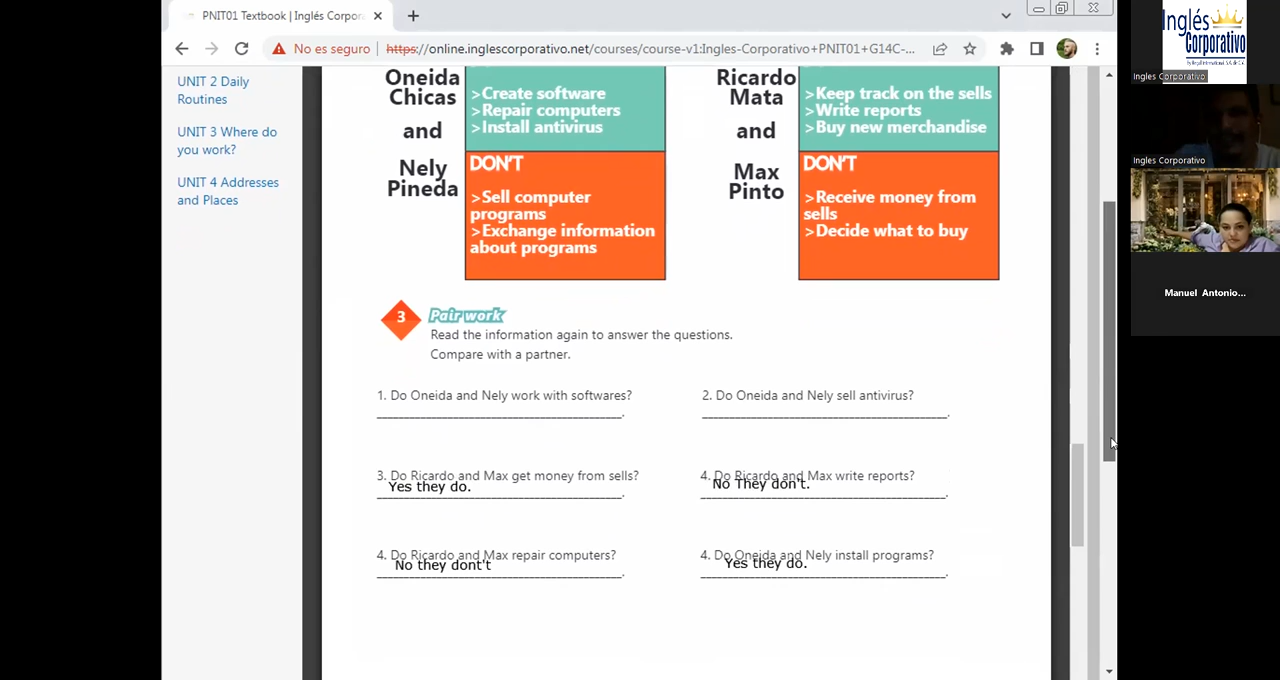 PNIT01 Textbook | Inglés Corpora
No es seguro
https://online.inglescorporativo.net/courses/course-v1:Ingles-Corporativo+PNIT01+G14C-...
UNIT 2 Daily
Routines
UNIT 3 Where do
you work?
UNIT 4 Addresses
and Places
Oneida
Chicas
and
Nely
Pineda
>Create software
>Repair computers
>Install antivirus
DON'T
>Sell computer
programs
>Exchange information
about programs
Ricardo
Mata
and
Max
Pinto
>Keep track on the sells
>Write reports
>Buy new merchandise
DON'T
>Receive money from
sells
>Decide what to buy
3
Pair work
Read the information again to answer the questions.
Compare with a partner.
1. Do Oneida and Nely work with softwares?
2. Do Oneida and Nely sell antivirus?
3. Do Ricardo and Max get money from sells?
Yes they do.
4. Do Ricardo and Max write reports?
No They don't.
4. Do Ricardo and Max repair computers?
No they dont't
4. Do Oneida and Nely install programs?
Yes they do.
Inglés
Corporativo
Ingles Corporativo
Ingles Corporativo
Manuel Antonio...